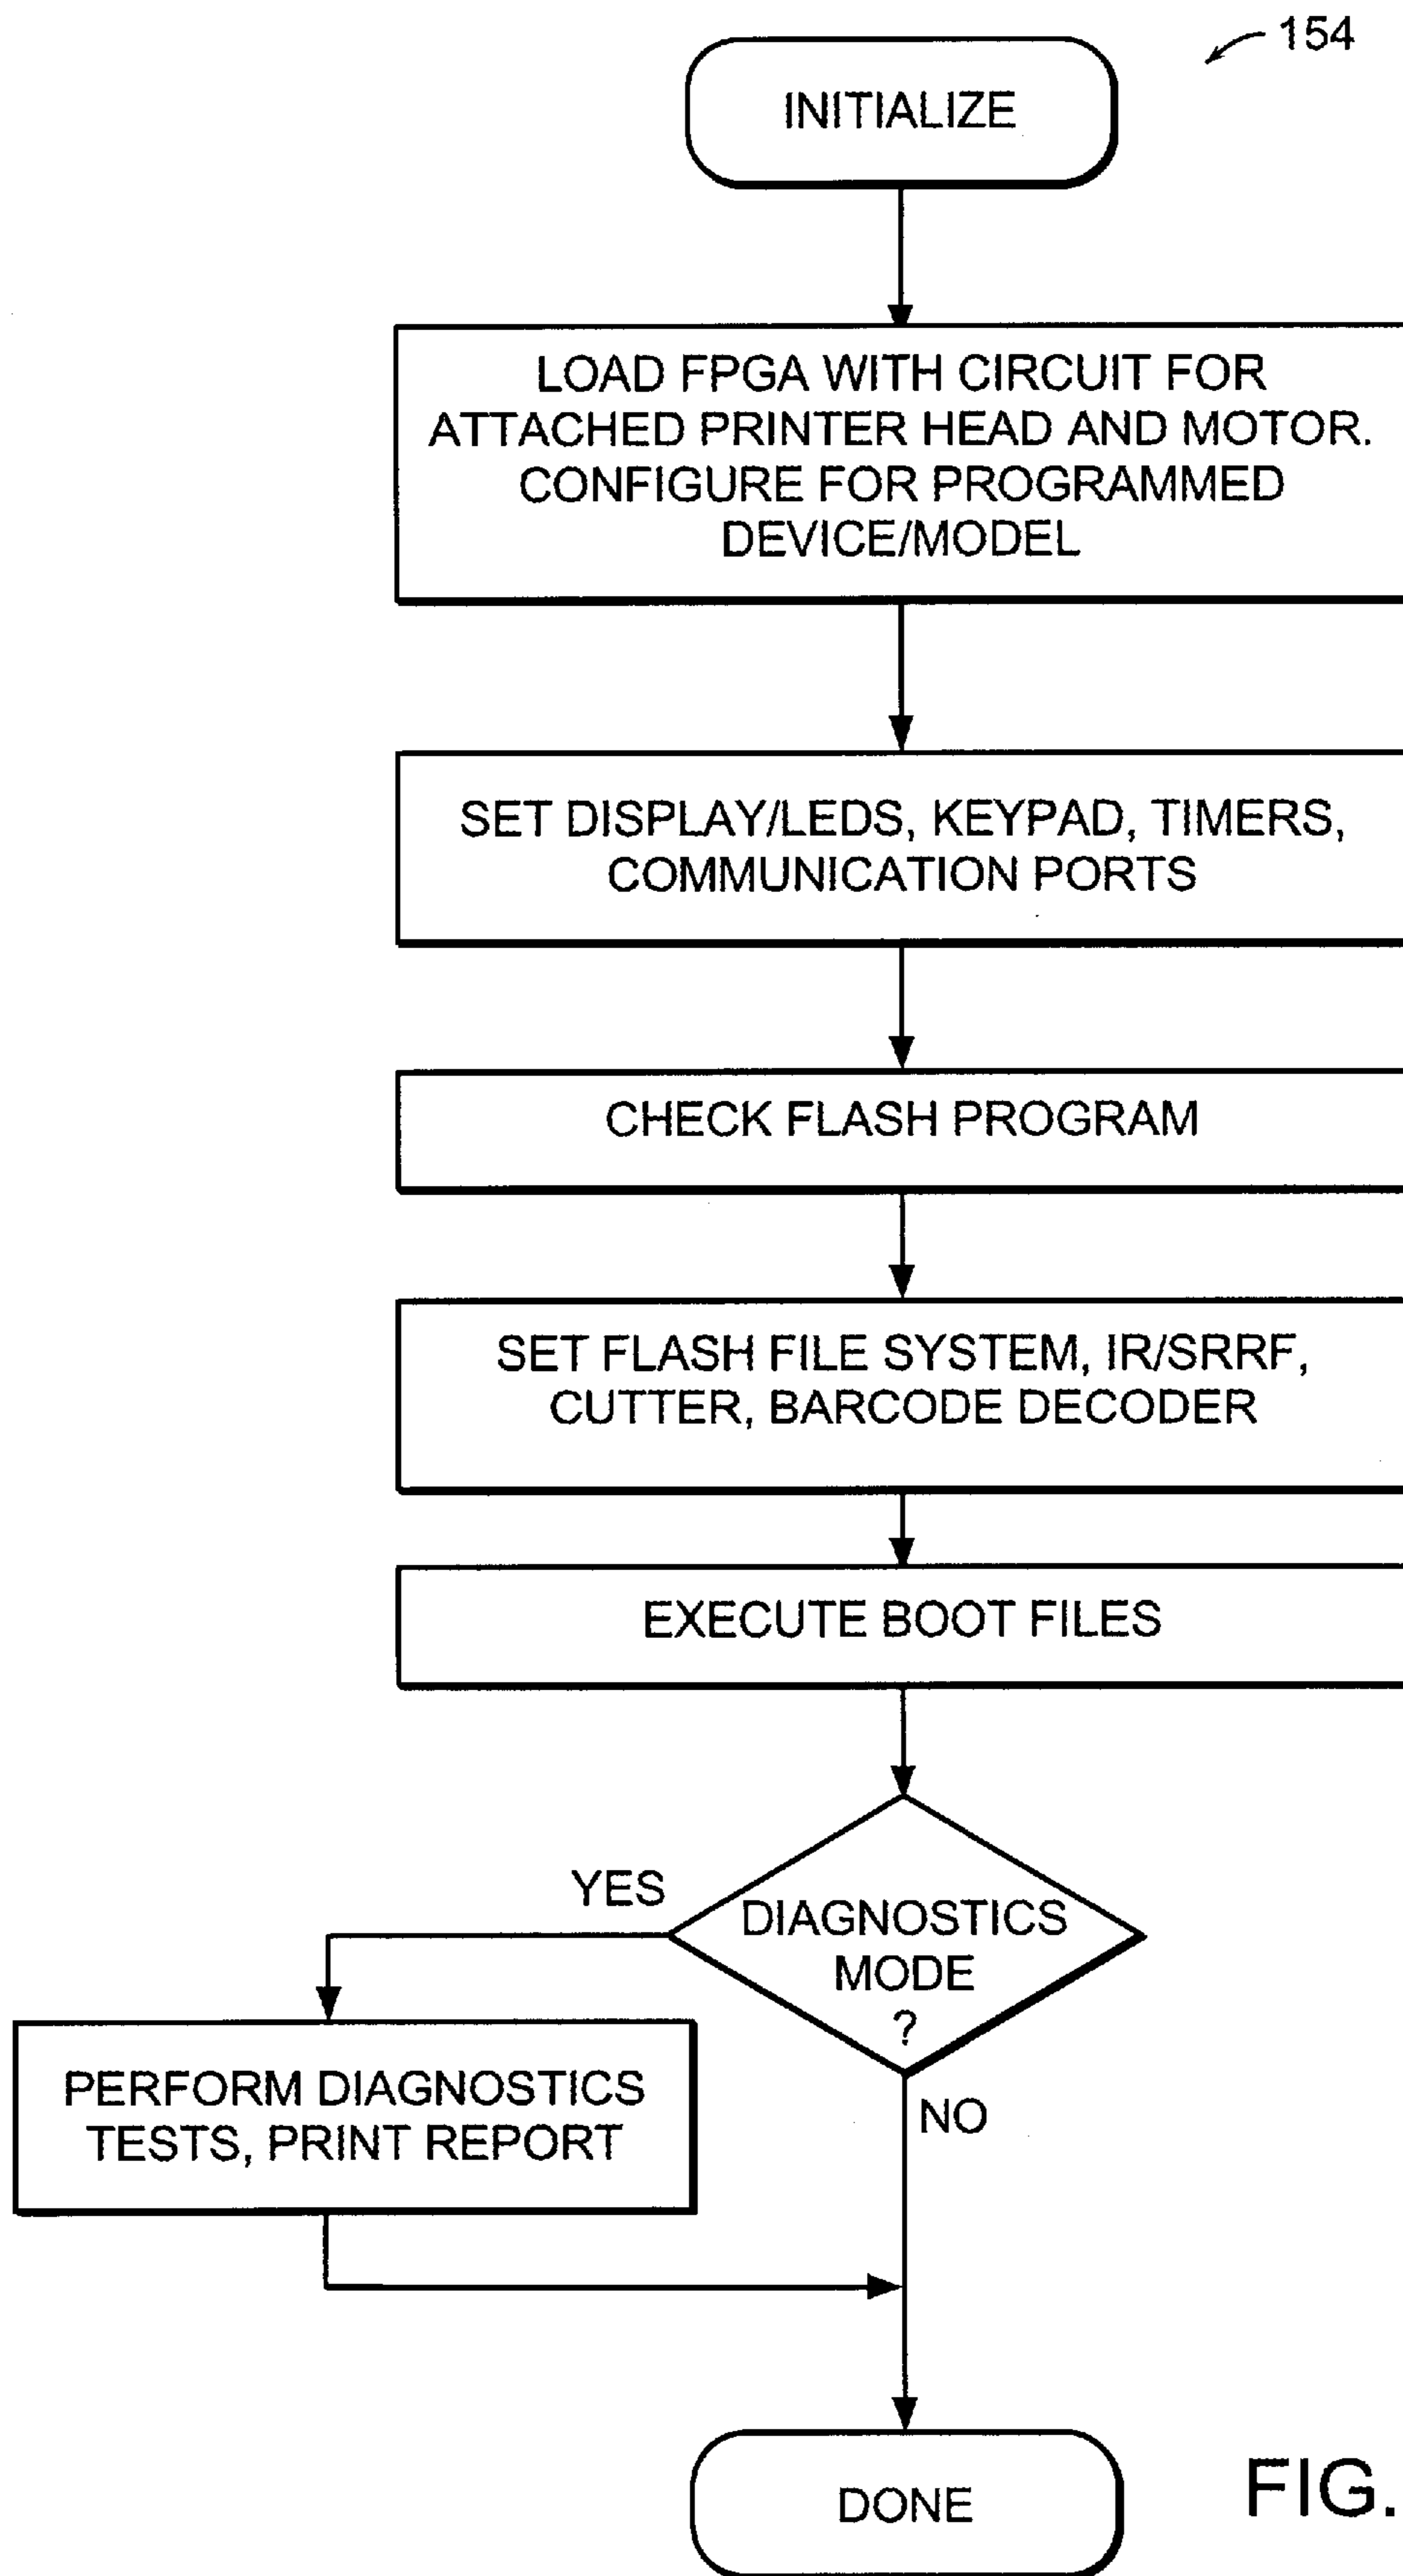 154
INITIALIZE
LOAD FPGA WITH CIRCUIT FOR
ATTACHED PRINTER HEAD AND MOTOR.
CONFIGURE FOR PROGRAMMED
DEVICE/MODEL
SET DISPLAY/LEDS, KEYPAD, TIMERS,
COMMUNICATION PORTS
CHECK FLASH PROGRAM
SET FLASH FILE SYSTEM, IR/SRRF,
CUTTER, BARCODE DECODER
EXECUTE BOOT FILES
YES
DIAGNOSTICS
MODE
?
PERFORM DIAGNOSTICS
TESTS, PRINT REPORT
NO
DONE
FIG.